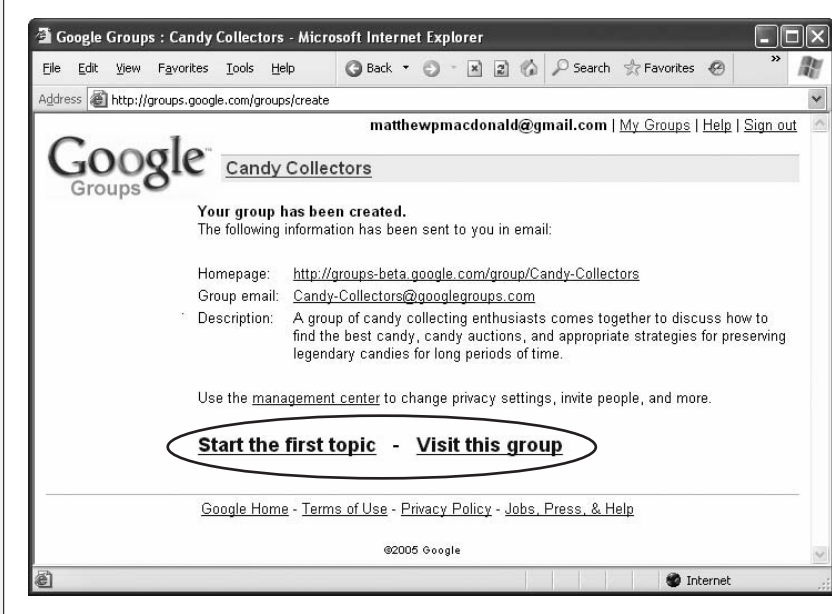 Google Groups : Candy Collectors - Microsoft Internet Explorer
File Edit View Favorites Tools Help Back Search Favorites »
Address http://groups.google.com/groups/create
matthewpmacdonald@gmail.com | My Groups | Help | Sign out
Google™
Groups
Candy Collectors
Your group has been created.
The following information has been sent to you in email:
Homepage: http://groups-beta.google.com/group/Candy-Collectors
Group email: Candy-Collectors@googlegroups.com
Description: A group of candy collecting enthusiasts comes together to discuss how to
find the best candy, candy auctions, and appropriate strategies for preserving
legendary candies for long periods of time.
Use the management center to change privacy settings, invite people, and more.
Start the first topic - Visit this group
Google Home - Terms of Use - Privacy Policy - Jobs, Press, & Help
©2005 Google
Internet